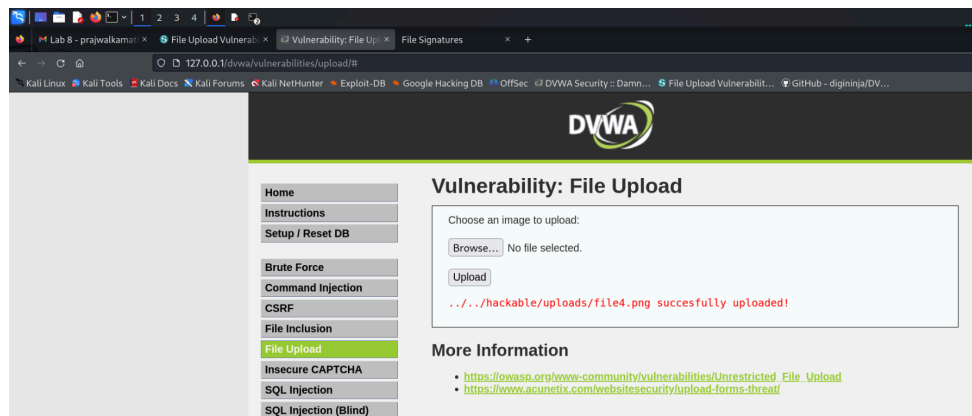 1 2 3 4
Lab 8 - prajwalkamat × File Upload Vulnerab × Vulnerability: File Upl × File Signatures × +
127.0.0.1/dvwa/vulnerabilities/upload/#
Kali Linux Kali Tools Kali Docs Kali Forums Kali NetHunter Exploit-DB Google Hacking DB OffSec DVWA Security :: Damn... File Upload Vulnerabilit... GitHub - digininja/DV...
DVWA
Home
Instructions
Setup / Reset DB
Brute Force
Command Injection
CSRF
File Inclusion
File Upload
Insecure CAPTCHA
SQL Injection
SQL Injection (Blind)
Vulnerability: File Upload
Choose an image to upload:
Browse... No file selected.
Upload
../../hackable/uploads/file4.png succesfully uploaded!
More Information
https://owasp.org/www-community/vulnerabilities/Unrestricted_File_Upload
https://www.acunetix.com/websitesecurity/upload-forms-threat/